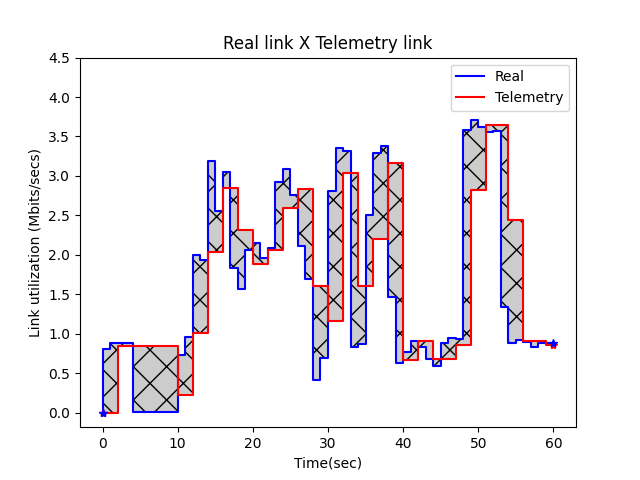 Real link X Telemetry link
4.5
4.0
3.5
3.0
2.5
2.0
1.5
1.0
0.5
0.0
Link utilization (Mbits/secs)
Real
Telemetry
0 10 20 30 40 50 60
Time(sec)